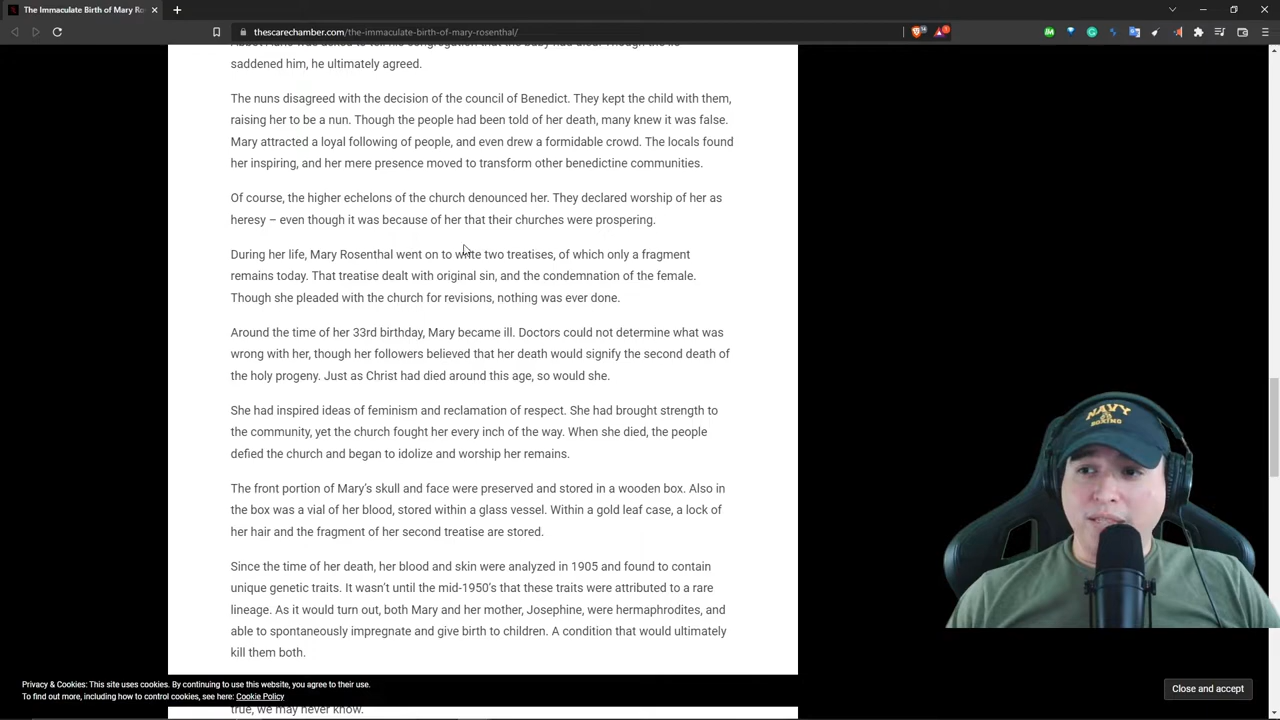 The Immaculate Birth of Mary Ro
thescarechamber.com/the-immaculate-birth-of-mary-rosenthal/
saddened him, he ultimately agreed.
The nuns disagreed with the decision of the council of Benedict. They kept the child with them,
raising her to be a nun. Though the people had been told of her death, many knew it was false.
Mary attracted a loyal following of people, and even drew a formidable crowd. The locals found
her inspiring, and her mere presence moved to transform other benedictine communities.
Of course, the higher echelons of the church denounced her. They declared worship of her as
heresy – even though it was because of her that their churches were prospering.
During her life, Mary Rosenthal went on to write two treatises, of which only a fragment
remains today. That treatise dealt with original sin, and the condemnation of the female.
Though she pleaded with the church for revisions, nothing was ever done.
Around the time of her 33rd birthday, Mary became ill. Doctors could not determine what was
wrong with her, though her followers believed that her death would signify the second death of
the holy progeny. Just as Christ had died around this age, so would she.
She had inspired ideas of feminism and reclamation of respect. She had brought strength to
the community, yet the church fought her every inch of the way. When she died, the people
defied the church and began to idolize and worship her remains.
The front portion of Mary’s skull and face were preserved and stored in a wooden box. Also in
the box was a vial of her blood, stored within a glass vessel. Within a gold leaf case, a lock of
her hair and the fragment of her second treatise are stored.
Since the time of her death, her blood and skin were analyzed in 1905 and found to contain
unique genetic traits. It wasn’t until the mid-1950’s that these traits were attributed to a rare
lineage. As it would turn out, both Mary and her mother, Josephine, were hermaphrodites, and
able to spontaneously impregnate and give birth to children. A condition that would ultimately
kill them both.
Privacy & Cookies: This site uses cookies. By continuing to use this website, you agree to their use.
To find out more, including how to control cookies, see here: Cookie Policy
Close and accept
true, we may never know.
NAVY
BOXING